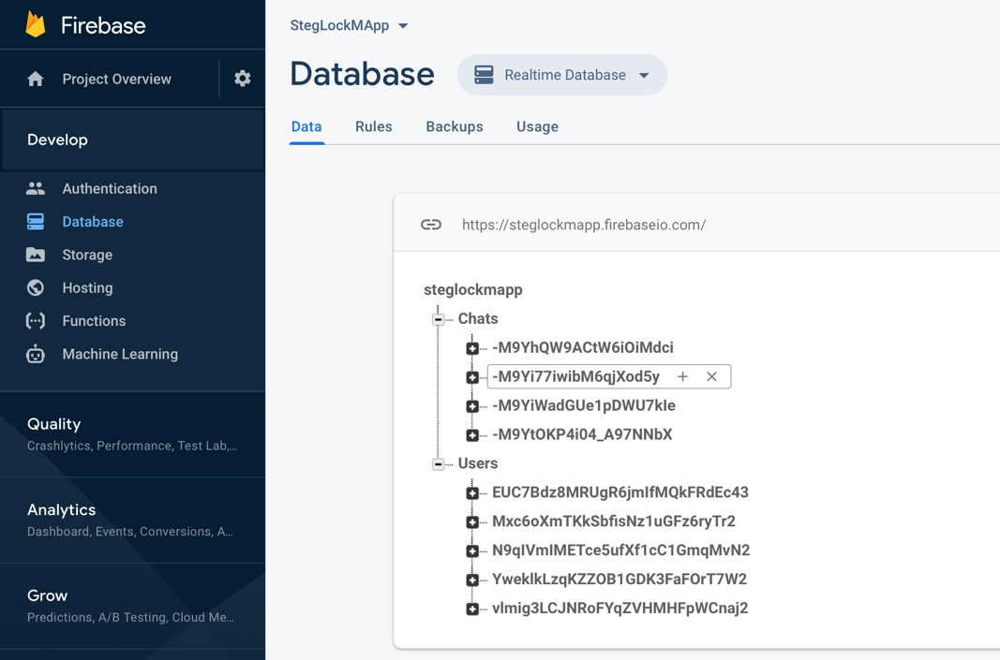 Firebase
Project Overview
Develop
Authentication
Database
Storage
Hosting
Functions
Machine Learning
Quality
Crashlytics, Performance, Test Lab,...
Analytics
Dashboard, Events, Conversions, A...
Grow
Predictions, A/B Testing, Cloud Me...
StegLockMApp
Database
Realtime Database
Data Rules Backups Usage
https://steglockmapp.firebaseio.com/
steglockmapp
Chats
-M9YhQW9ACtW6iOiMdci
-M9Yi77iwibM6qjXod5y
-M9YiWadGUe1pDWU7kIe
-M9YtOKP4i04_A97NNbX
Users
EUC7Bdz8MRUgR6jmIfMQkFRdEc43
Mxc6oXmTKkSbfisNz1uGFz6ryTr2
N9qIVmIMETce5ufXf1cC1GmqMvN2
YweklkLzqKZZOB1GDK3FaFOrT7W2
vlmig3LCJNRoFYqZVHMHFpWCnaj2